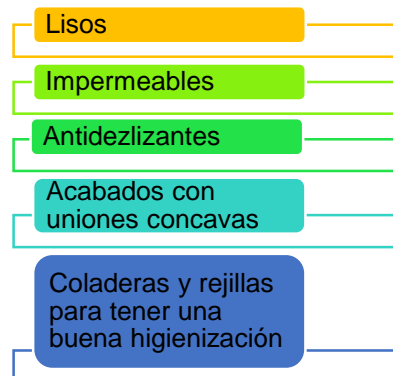 Lisos
Impermeables
Antidezlizantes
Acabados con
uniones concavas
Coladeras y rejillas
para tener una
buena higienización